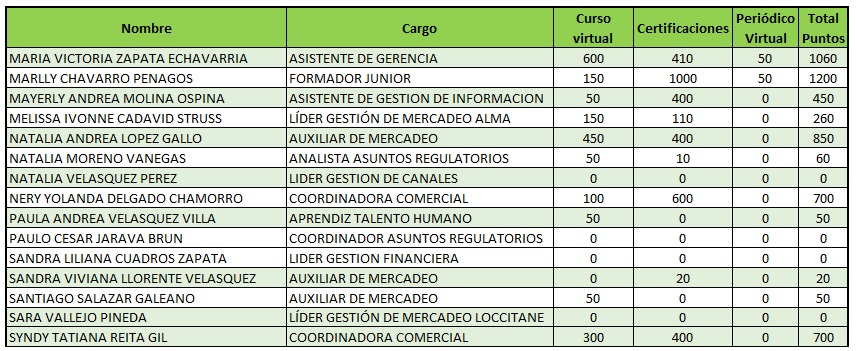 Nombre Cargo Curso virtual Certificaciones Periódico Virtual Total Puntos
MARIA VICTORIA ZAPATA ECHAVARRIA ASISTENTE DE GERENCIA 600 410 50 1060
MARLLY CHAVARRO PENAGOS FORMADOR JUNIOR 150 1000 50 1200
MAYERLY ANDREA MOLINA OSPINA ASISTENTE DE GESTION DE INFORMACION 50 400 0 450
MELISSA IVONNE CADAVID STRUSS LÍDER GESTIÓN DE MERCADEO ALMA 150 110 0 260
NATALIA ANDREA LOPEZ GALLO AUXILIAR DE MERCADEO 450 400 0 850
NATALIA MORENO VANEGAS ANALISTA ASUNTOS REGULATORIOS 50 10 0 60
NATALIA VELASQUEZ PEREZ LIDER GESTION DE CANALES 0 0 0 0
NERY YOLANDA DELGADO CHAMORRO COORDINADORA COMERCIAL 100 600 0 700
PAULA ANDREA VELASQUEZ VILLA APRENDIZ TALENTO HUMANO 50 0 0 50
PAULO CESAR JARAVA BRUN COORDINADOR ASUNTOS REGULATORIOS 0 0 0 0
SANDRA LILIANA CUADROS ZAPATA LIDER GESTION FINANCIERA 0 0 0 0
SANDRA VIVIANA LLORENTE VELASQUEZ AUXILIAR DE MERCADEO 0 20 0 20
SANTIAGO SALAZAR GALEANO AUXILIAR DE MERCADEO 50 0 0 50
SARA VALLEJO PINEDA LÍDER GESTIÓN DE MERCADEO LOCCITANE 0 0 0 0
SYNDY TATIANA REITA GIL COORDINADORA COMERCIAL 300 400 0 700